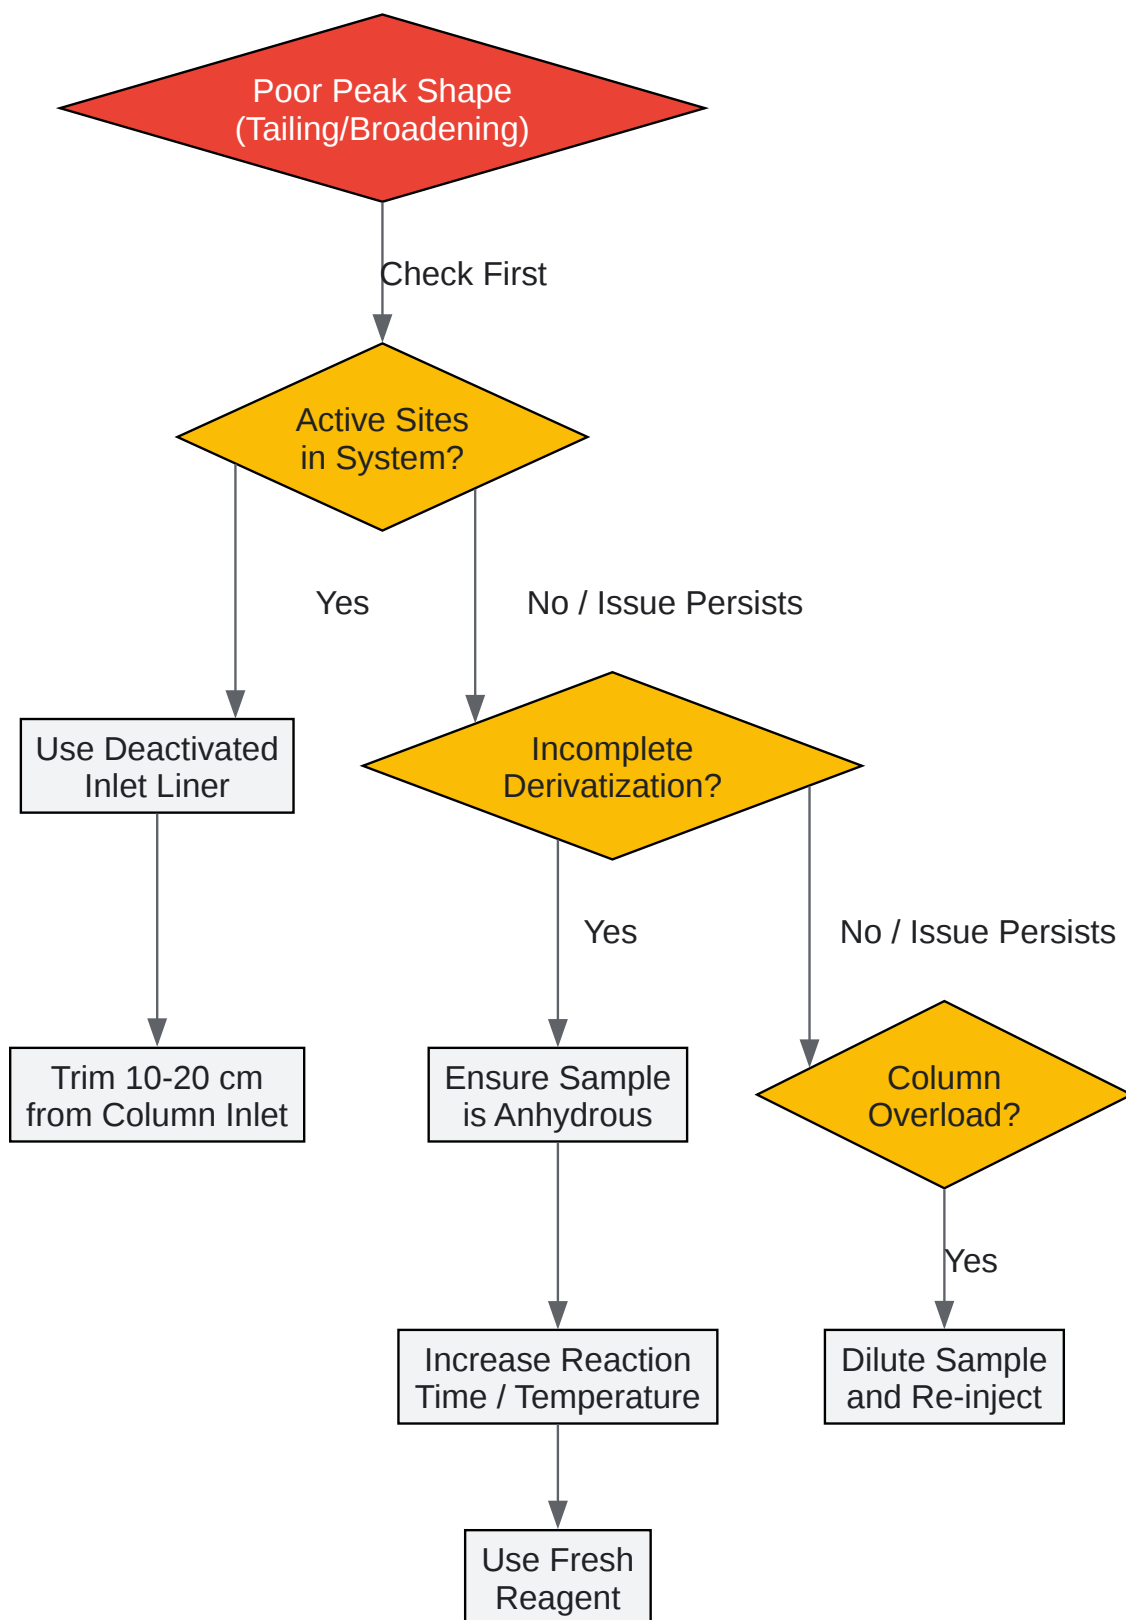 Poor Peak Shape
(Tailing/Broadening)
Check First
Active Sites
in System?
Yes
No / Issue Persists
Use Deactivated
Inlet Liner
Incomplete
Derivatization?
Yes
No / Issue Persists
Trim 10-20 cm
from Column Inlet
Ensure Sample
is Anhydrous
Column
Overload?
Yes
Increase Reaction
Time / Temperature
Dilute Sample
and Re-inject
Use Fresh
Reagent